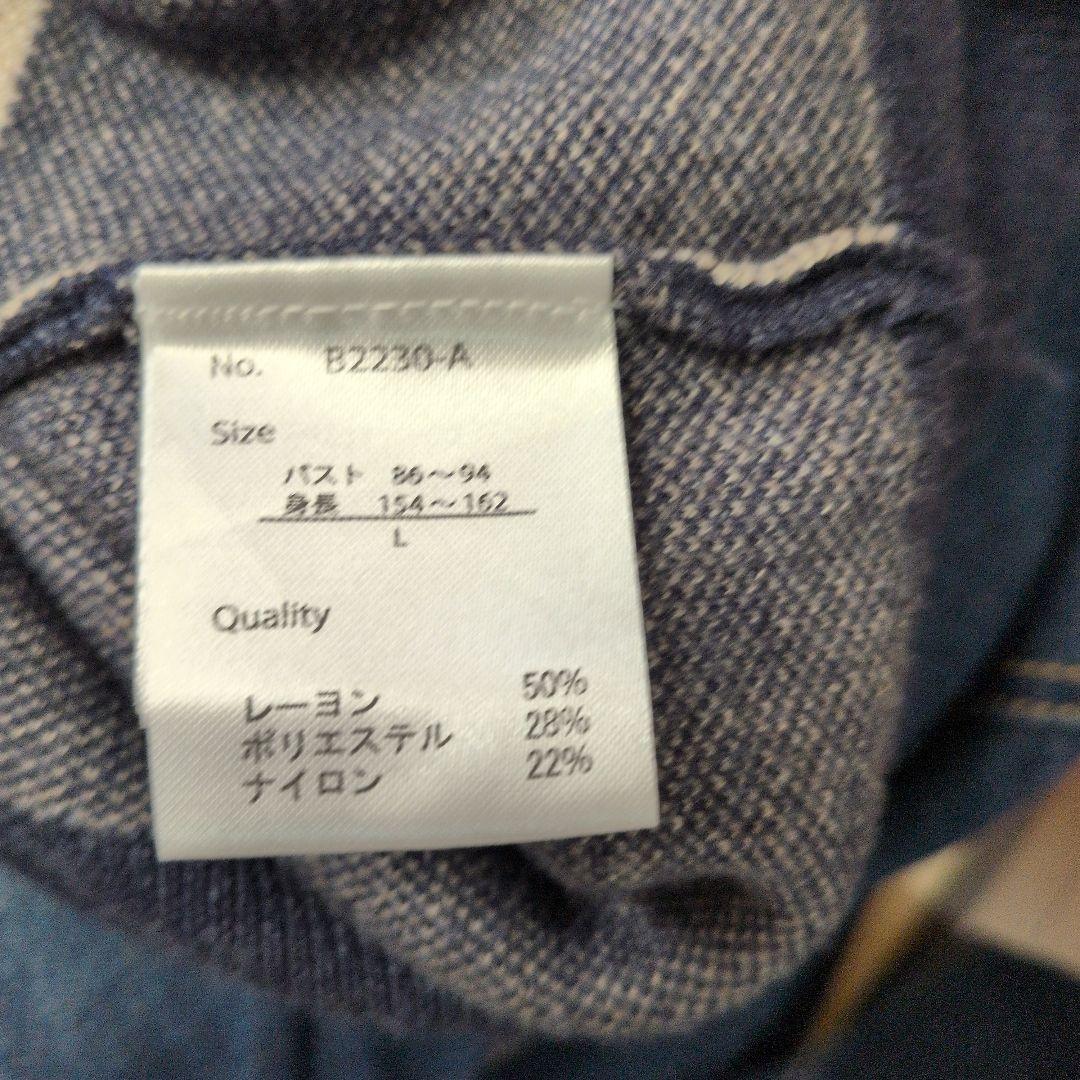 No. B2230-A
Size
バスト 86～94
身長 154～162
L
Quality
レーヨン 50%
ポリエステル 28%
ナイロン 22%